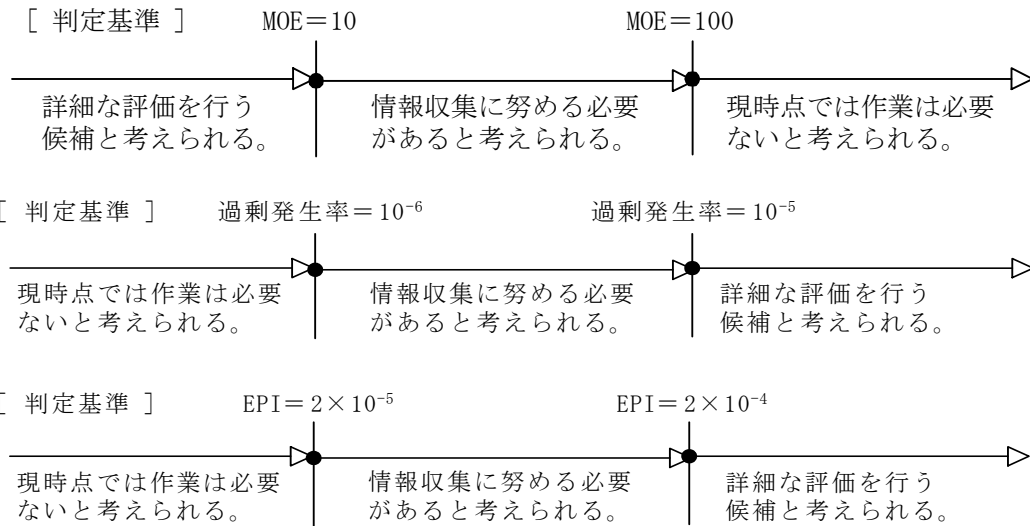 ［ 判定基準 ］ MOE＝10 MOE＝100
詳細な評価を行う 情報収集に努める必要 現時点では作業は必要
候補と考えられる。 があると考えられる。 ないと考えられる。
［ 判定基準 ］ 過剰発生率＝10⁻⁶ 過剰発生率＝10⁻⁵
現時点では作業は必要 情報収集に努める必要 詳細な評価を行う
ないと考えられる。 があると考えられる。 候補と考えられる。
［ 判定基準 ］ EPI＝2×10⁻⁵ EPI＝2×10⁻⁴
現時点では作業は必要 情報収集に努める必要 詳細な評価を行う
ないと考えられる。 があると考えられる。 候補と考えられる。